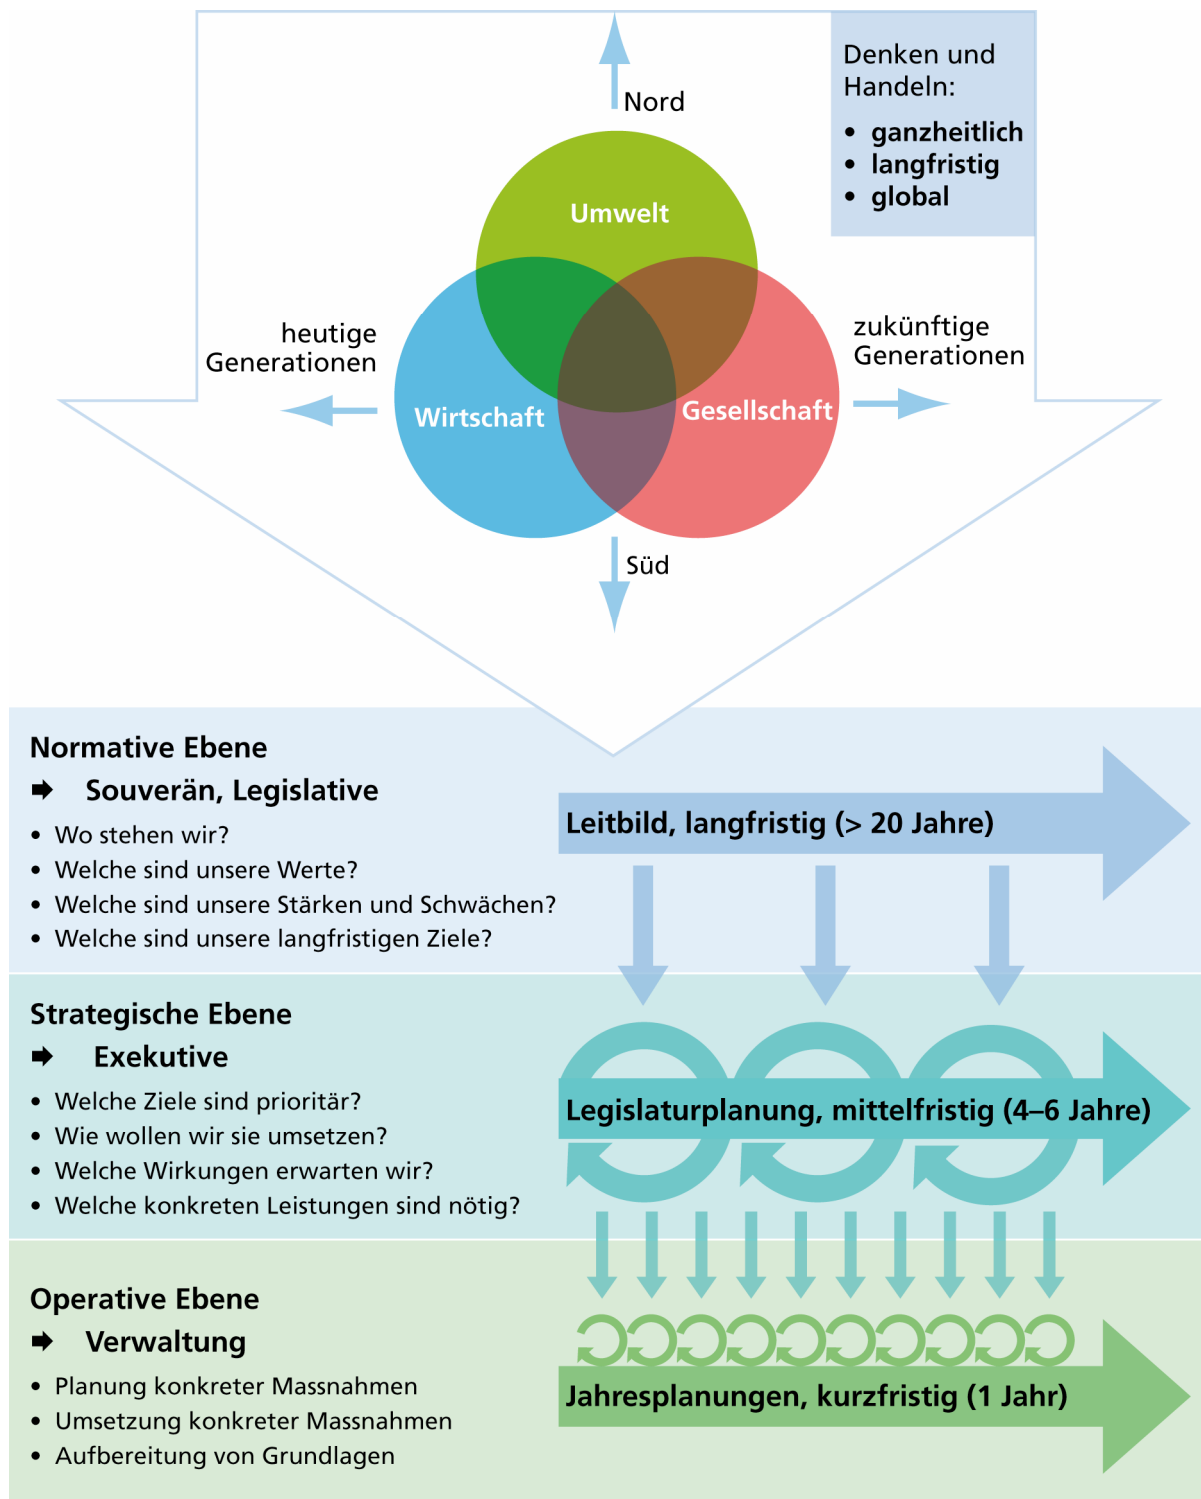 Denken und
Handeln:
• ganzheitlich
• langfristig
• global
Nord
Umwelt
heutige
Generationen
zukünftige
Generationen
Wirtschaft
Gesellschaft
Süd
Normative Ebene
➡ Souverän, Legislative
• Wo stehen wir?
• Welche sind unsere Werte?
• Welche sind unsere Stärken und Schwächen?
• Welche sind unsere langfristigen Ziele?
Leitbild, langfristig (> 20 Jahre)
Strategische Ebene
➡ Exekutive
• Welche Ziele sind prioritär?
• Wie wollen wir sie umsetzen?
• Welche Wirkungen erwarten wir?
• Welche konkreten Leistungen sind nötig?
Legislaturplanung, mittelfristig (4–6 Jahre)
Operative Ebene
➡ Verwaltung
• Planung konkreter Massnahmen
• Umsetzung konkreter Massnahmen
• Aufbereitung von Grundlagen
Jahresplanungen, kurzfristig (1 Jahr)